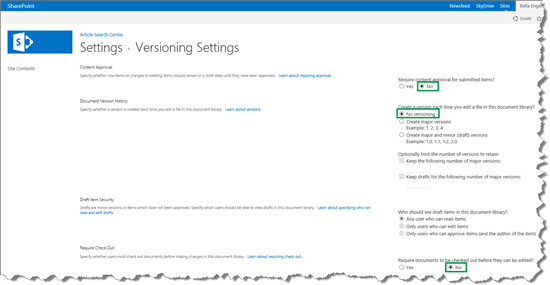 SharePoint
Newsfeed SkyDrive Sites Bella Engen
SHARE
Article Search Center
Settings › Versioning Settings
Site Contents
Content Approval
Specify whether new items or changes to existing items should remain in a draft state until they have been approved. Learn about requiring approval.
Require content approval for submitted items?
Yes No
Document Version History
Specify whether a version is created each time you edit a file in this document library. Learn about versions.
Create a version each time you edit a file in this document library?
No versioning
Create major versions
Example: 1, 2, 3, 4
Create major and minor (draft) versions
Example: 1.0, 1.1, 1.2, 2.0
Optionally limit the number of versions to retain:
Keep the following number of major versions:
Keep drafts for the following number of major versions:
Draft Item Security
Drafts are minor versions or items which have not been approved. Specify which users should be able to view drafts in this document library. Learn about specifying who can
view and edit drafts.
Who should see draft items in this document library?
Any user who can read items
Only users who can edit items
Only users who can approve items (and the author of the item)
Require Check Out
Specify whether users must check out documents before making changes in this document library. Learn about requiring check out.
Require documents to be checked out before they can be edited?
Yes No